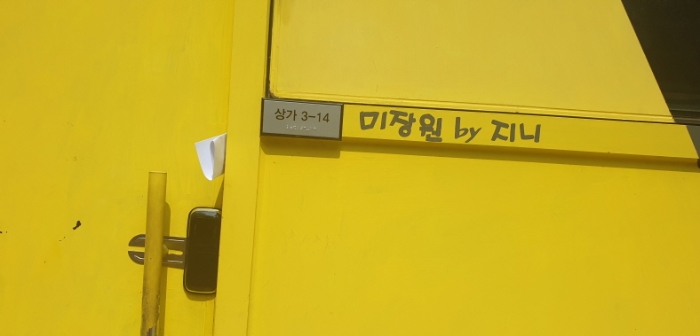 상가 3-14
미장원 by 지니